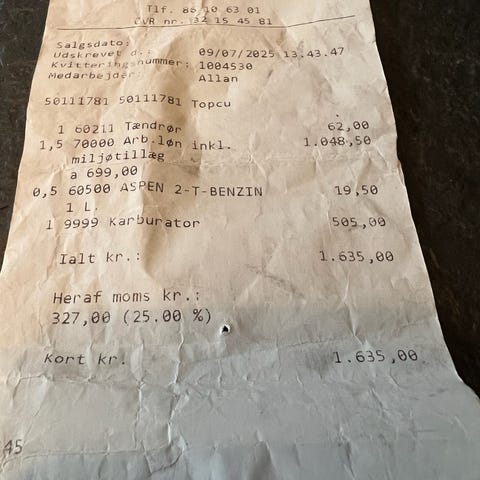 Tlf. 86 10 63 01
CVR nr. 32 15 45 81
Salgsdato:
Udskrevet d.: 09/07/2025 13.43.47
Kvitteringsnummer: 1004530
Medarbejder: Allan
50111781 50111781 Topcu
1 60211 Tændrør 62,00
1,5 70000 Arb.løn inkl. 1.048,50
miljøtillæg
a 699,00
0,5 60500 ASPEN 2-T-BENZIN 19,50
1 L.
1 9999 Karburator 505,00
Ialt kr.: 1.635,00
Heraf moms kr.:
327,00 (25.00 %)
Kort kr. 1.635,00
45